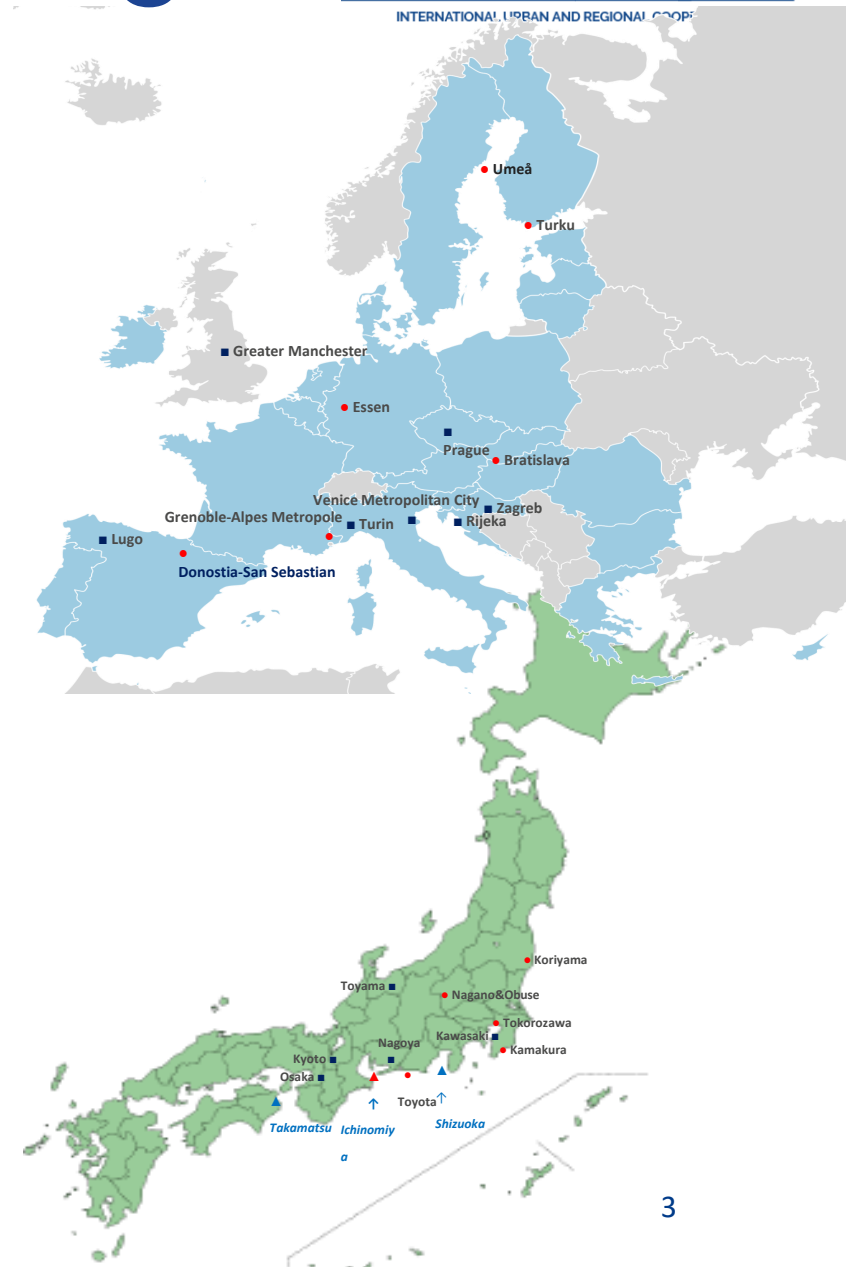 INTERNATIONAL URBAN AND REGIONAL COOP
Umeå
Turku
Greater Manchester
Essen
Prague
Bratislava
Venice Metropolitan City
Zagreb
Grenoble-Alpes Metropole
Turin
Rijeka
Lugo
Donostia-San Sebastian
Koriyama
Toyama
Nagano&Obuse
Tokorozawa
Kawasaki
Nagoya
Kamakura
Kyoto
Osaka
Toyota
Takamatsu
Ichinomiy
a
Shizuoka
3